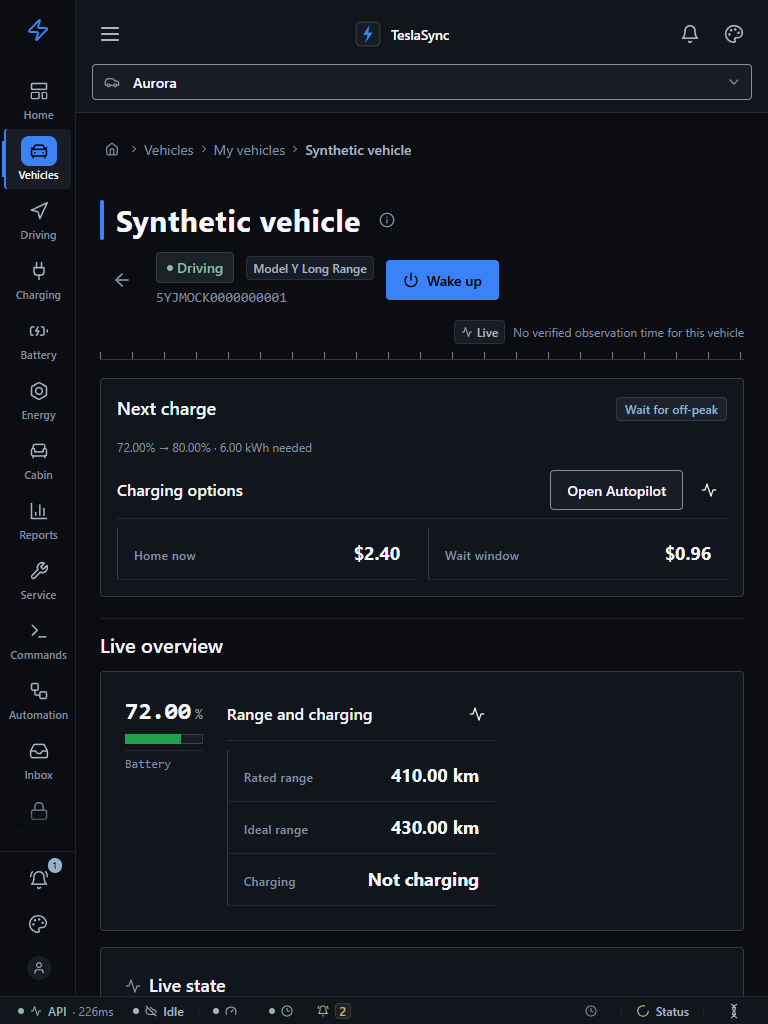 TeslaSync
Aurora
Home
Vehicles
Driving
Charging
Battery
Energy
Cabin
Reports
Service
Commands
Automation
Inbox
1
Vehicles
My vehicles
Synthetic vehicle
Synthetic vehicle
Driving
Model Y Long Range
5YJMOCK0000000001
Wake up
Live
No verified observation time for this vehicle
Next charge
Wait for off-peak
72.00% → 80.00% · 6.00 kWh needed
Charging options
Open Autopilot
Home now
$2.40
Wait window
$0.96
Live overview
72.00 %
Battery
Range and charging
Rated range
410.00 km
Ideal range
430.00 km
Charging
Not charging
Live state
API · 226ms
Idle
2
Status